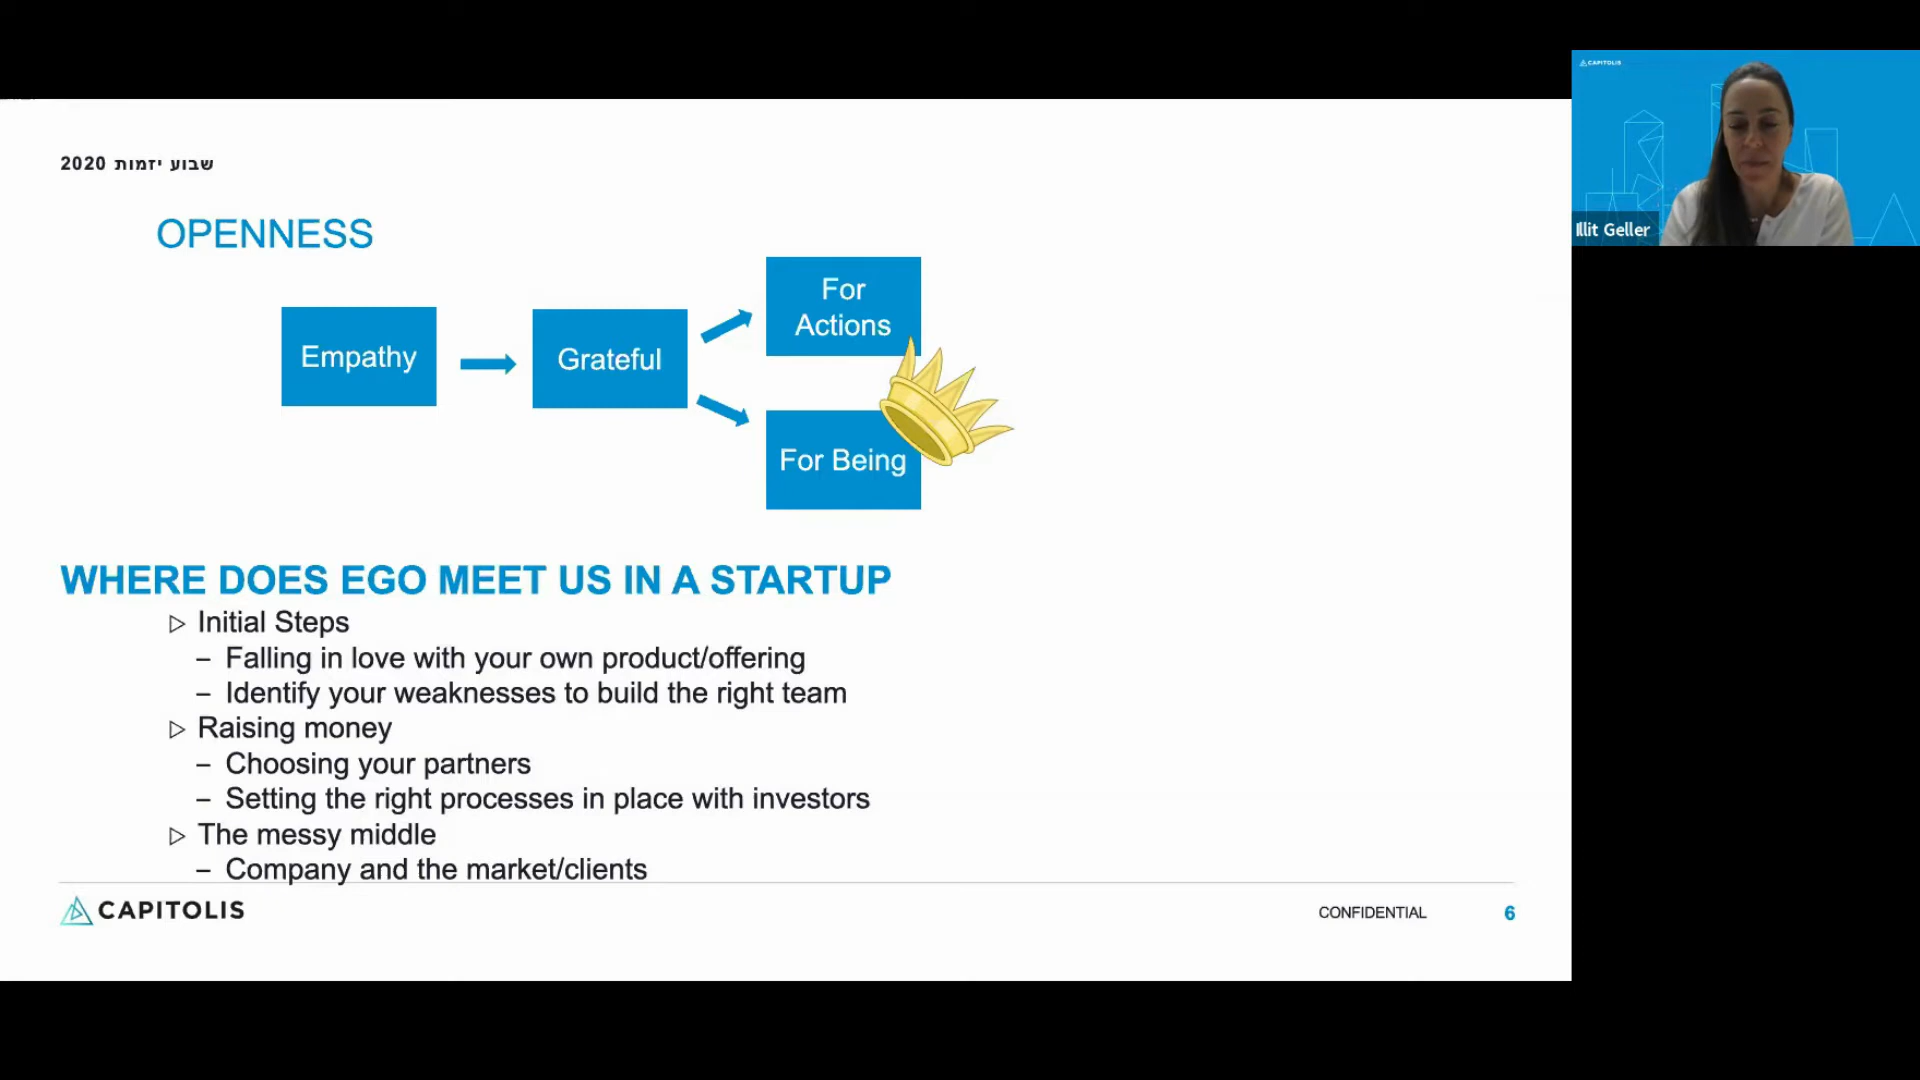 שבוע יזמות 2020
OPENNESS
Empathy
Grateful
For
Actions
For Being
WHERE DOES EGO MEET US IN A STARTUP
▷ Initial Steps
– Falling in love with your own product/offering
– Identify your weaknesses to build the right team
▷ Raising money
– Choosing your partners
– Setting the right processes in place with investors
▷ The messy middle
– Company and the market/clients
CAPITOLIS
CONFIDENTIAL
6
CAPITOLIS
Illit Geller